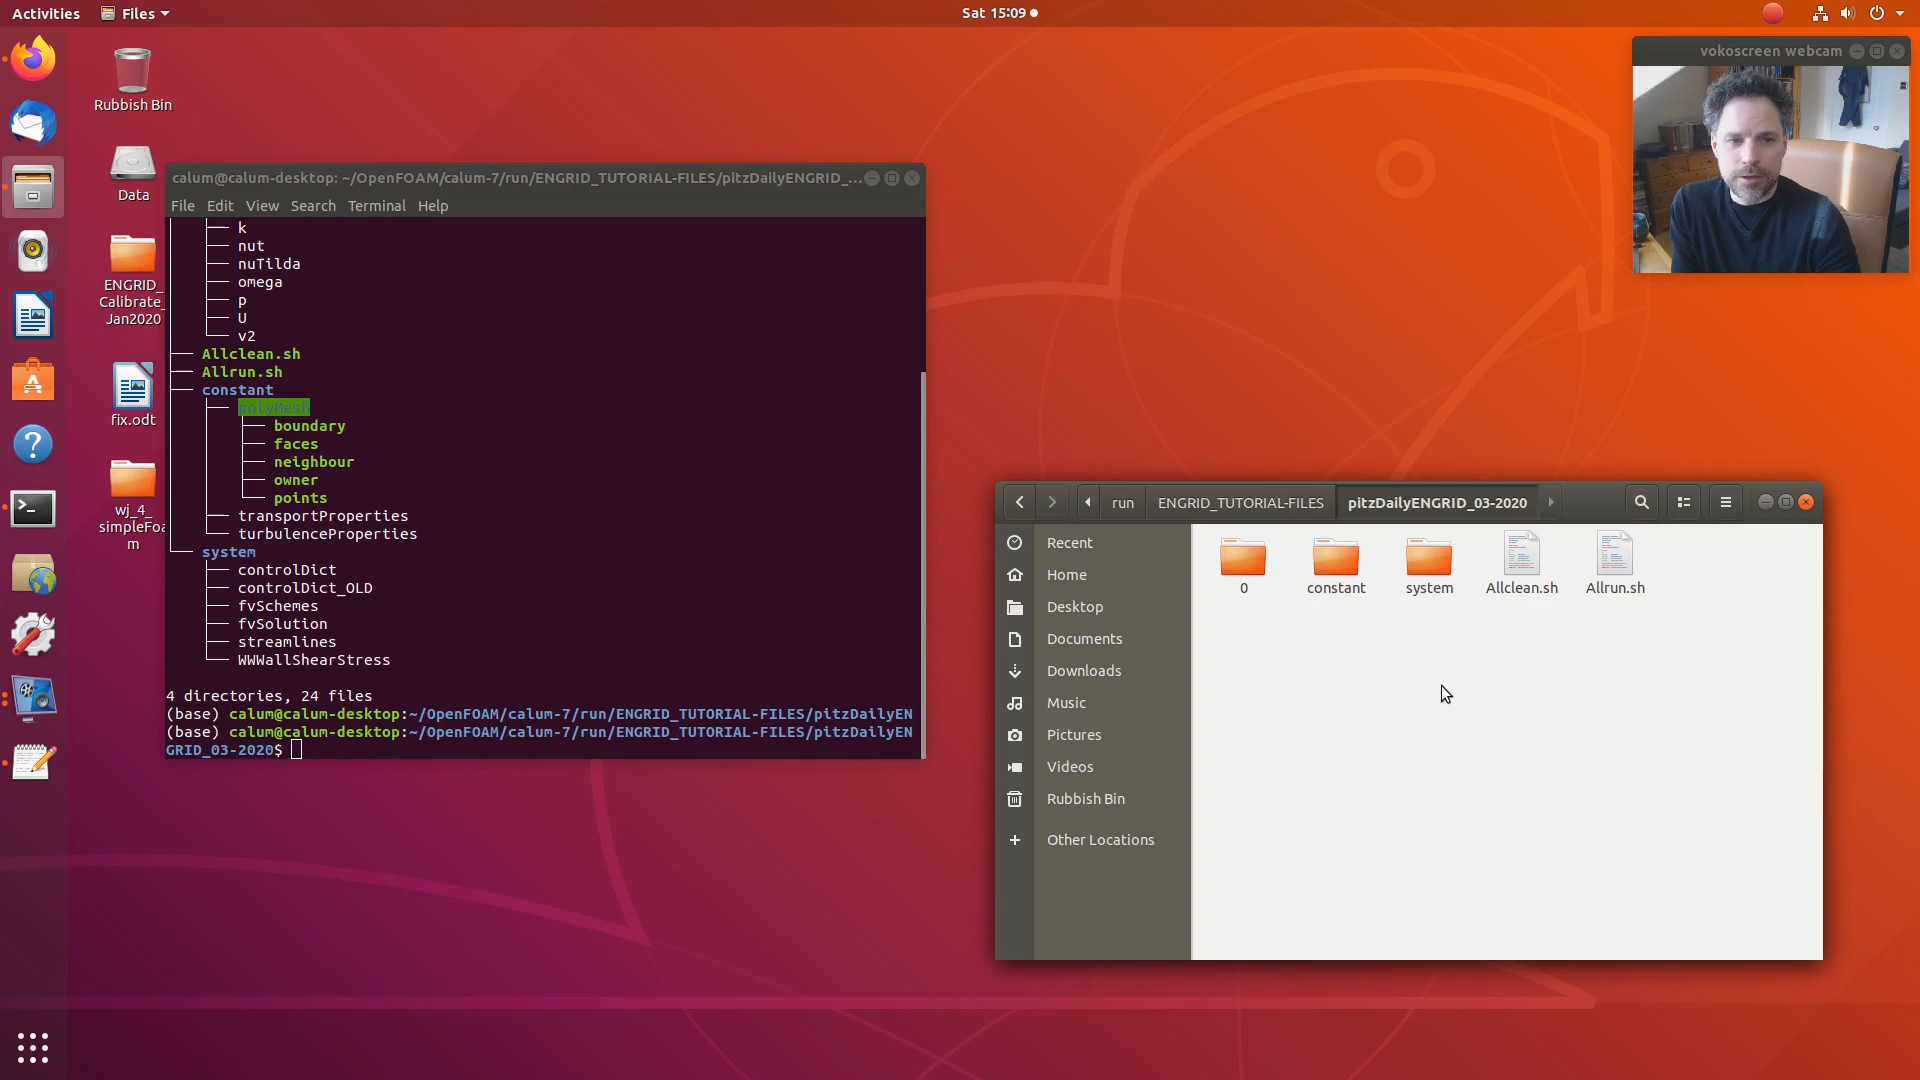 Activities
Files
Sat 15:09
Rubbish Bin
Data
ENGRID_
Calibrate_
Jan2020
fix.odt
wj_4_
simpleFoa
m
calum@calum-desktop: ~/OpenFOAM/calum-7/run/ENGRID_TUTORIAL-FILES/pitzDailyENGRID_...
File Edit View Search Terminal Help
k
nut
nuTilda
omega
p
U
v2
Allclean.sh
Allrun.sh
constant
polyMesh
boundary
faces
neighbour
owner
points
transportProperties
turbulenceProperties
system
controlDict
controlDict_OLD
fvSchemes
fvSolution
streamlines
WWWallShearStress
4 directories, 24 files
(base) calum@calum-desktop:~/OpenFOAM/calum-7/run/ENGRID_TUTORIAL-FILES/pitzDailyEN
(base) calum@calum-desktop:~/OpenFOAM/calum-7/run/ENGRID_TUTORIAL-FILES/pitzDailyEN
GRID_03-2020$
vokoscreen webcam
run ENGRID_TUTORIAL-FILES pitzDailyENGRID_03-2020
Recent
Home
Desktop
Documents
Downloads
Music
Pictures
Videos
Rubbish Bin
Other Locations
0 constant system Allclean.sh Allrun.sh